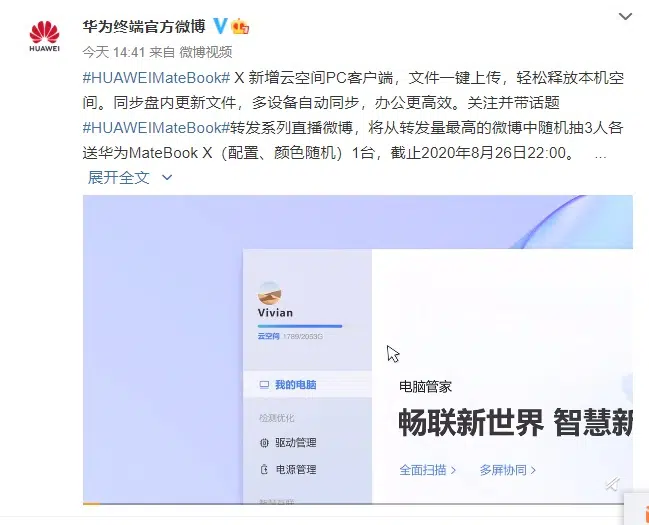 华为终端官方微博
HUAWEI
今天 14:41 来自 微博视频
#HUAWEIMateBook# X 新增云空间PC客户端，文件一键上传，轻松释放本机空
间。同步盘内更新文件，多设备自动同步，办公更高效。关注并带话题
#HUAWEIMateBook#转发系列直播微博，将从转发量最高的微博中随机抽3人各
送华为MateBook X（配置、颜色随机）1台，截止2020年8月26日22:00。 ...
展开全文
Vivian
云空间 1789/2053G
我的电脑
电脑管家
检测优化
畅联新世界 智慧新
驱动管理
电源管理
全面扫描 > 多屏协同 >